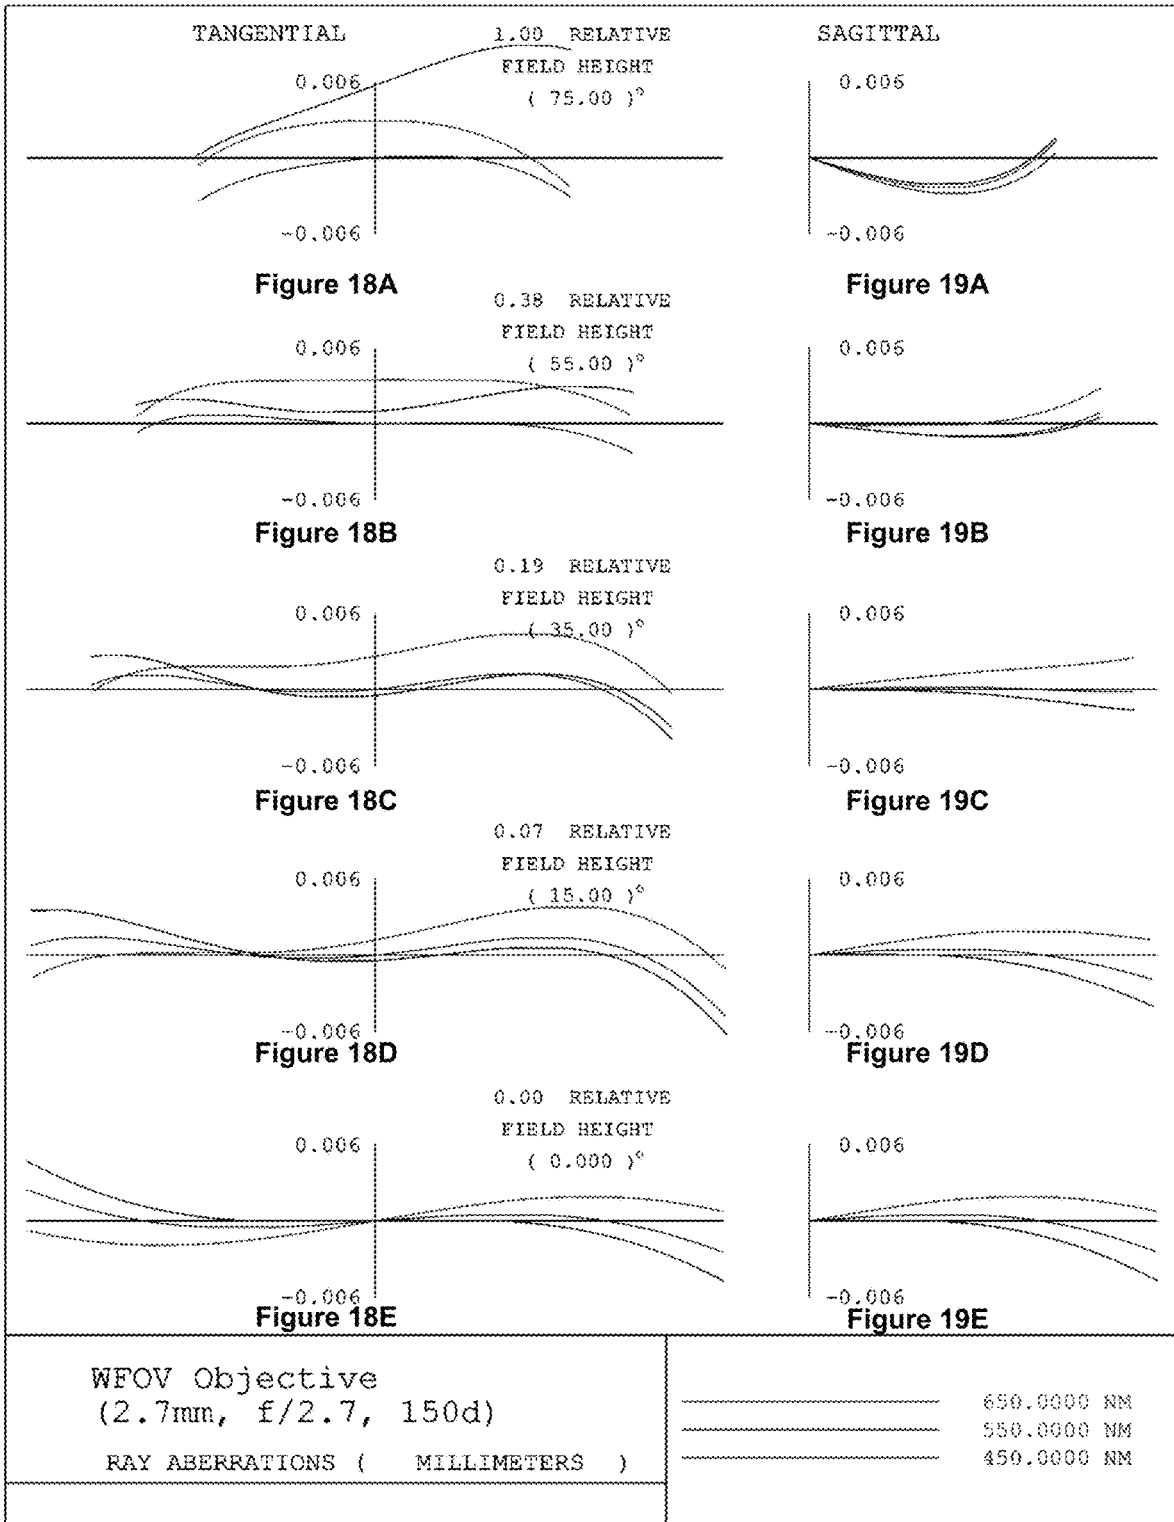 TANGENTIAL 1.00 RELATIVE SAGITTAL
FIELD HEIGHT
0.006 ( 75.00 )° 0.006
-0.006 -0.006
Figure 18A Figure 19A
0.38 RELATIVE
FIELD HEIGHT
0.006 ( 55.00 )° 0.006
-0.006 -0.006
Figure 18B Figure 19B
0.19 RELATIVE
FIELD HEIGHT
0.006 ( 35.00 )° 0.006
-0.006 -0.006
Figure 18C Figure 19C
0.07 RELATIVE
FIELD HEIGHT
0.006 ( 15.00 )° 0.006
-0.006 -0.006
Figure 18D Figure 19D
0.00 RELATIVE
FIELD HEIGHT
0.006 ( 0.000 )° 0.006
-0.006 -0.006
Figure 18E Figure 19E
WFOV Objective
(2.7mm, f/2.7, 150d)
RAY ABERRATIONS ( MILLIMETERS )
650.0000 NM
550.0000 NM
450.0000 NM